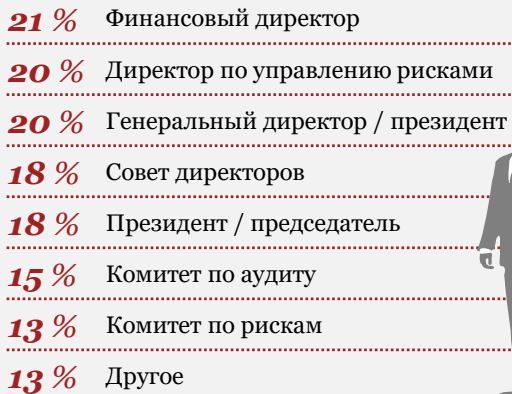 21 % Финансовый директор
20 % Директор по управлению рисками
20 % Генеральный директор / президент
18 % Совет директоров
18 % Президент / председатель
15 % Комитет по аудиту
13 % Комитет по рискам
13 % Другое